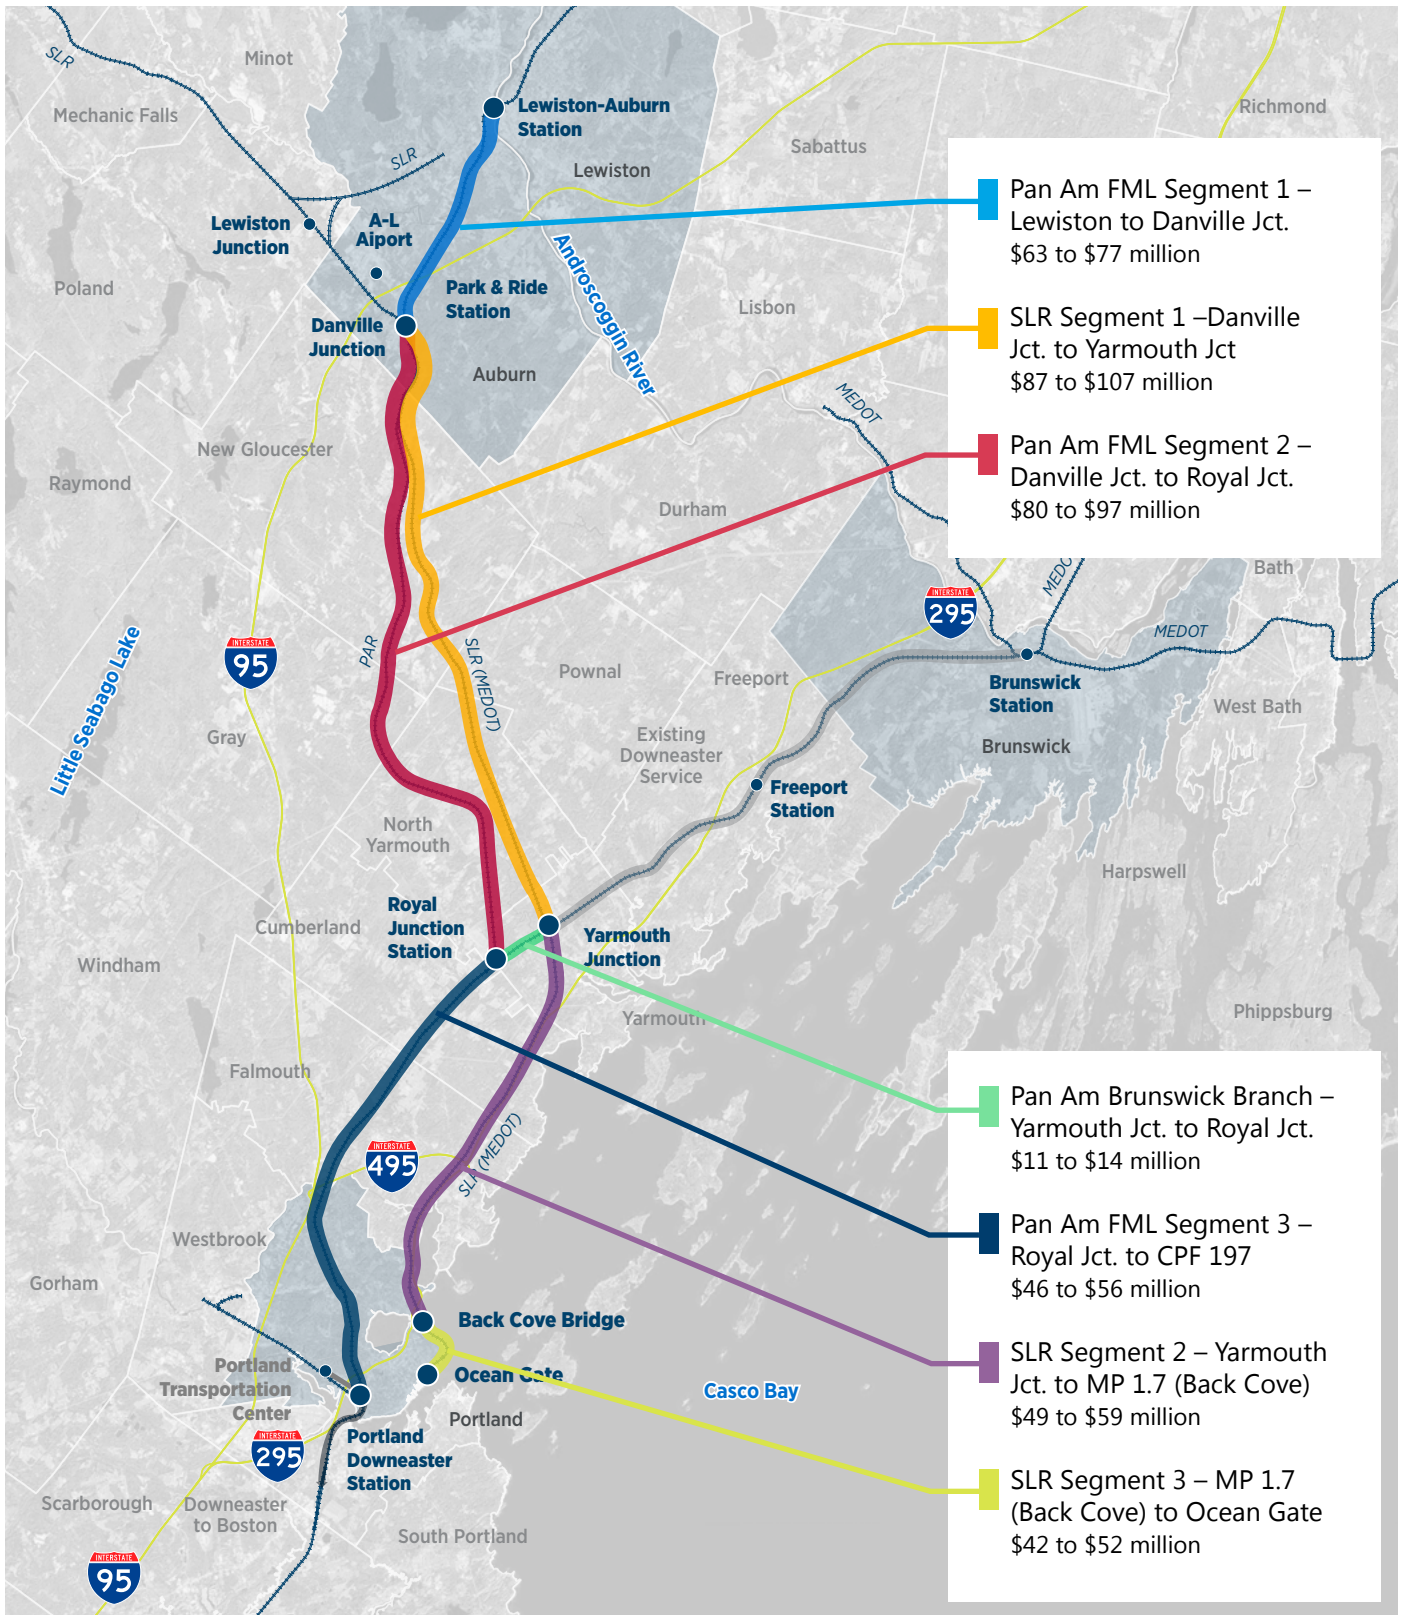 SLR
Minot
Mechanic Falls
Lewiston-Auburn
Station
Richmond
Sabattus
SLR
Lewiston
Lewiston
Junction
A-L
Aiport
Androscoggin River
Poland
Park & Ride
Station
Lisbon
Danville
Junction
Auburn
MEDOT
New Gloucester
Raymond
Durham
Pan Am FML Segment 1 –
Lewiston to Danville Jct.
$63 to $77 million
SLR Segment 1 –Danville
Jct. to Yarmouth Jct
$87 to $107 million
Pan Am FML Segment 2 –
Danville Jct. to Royal Jct.
$80 to $97 million
Bath
MEDO
INTERSTATE
295
MEDOT
INTERSTATE
95
PAR
SLR (MEDOT)
Little Seabago Lake
Pownal
Freeport
Brunswick
Station
West Bath
Gray
Existing
Downeaster
Service
Brunswick
Freeport
Station
North
Yarmouth
Harpswell
Royal
Junction
Station
Cumberland
Yarmouth
Junction
Windham
Yarmouth
Phippsburg
Falmouth
SLR (MEDOT)
INTERSTATE
495
Westbrook
Gorham
Back Cove Bridge
Portland
Transportation
Center
Ocean Gate
Casco Bay
Portland
INTERSTATE
295
Portland
Downeaster
Station
Scarborough
Downeaster
to Boston
South Portland
INTERSTATE
95
Pan Am Brunswick Branch –
Yarmouth Jct. to Royal Jct.
$11 to $14 million
Pan Am FML Segment 3 –
Royal Jct. to CPF 197
$46 to $56 million
SLR Segment 2 – Yarmouth
Jct. to MP 1.7 (Back Cove)
$49 to $59 million
SLR Segment 3 – MP 1.7
(Back Cove) to Ocean Gate
$42 to $52 million